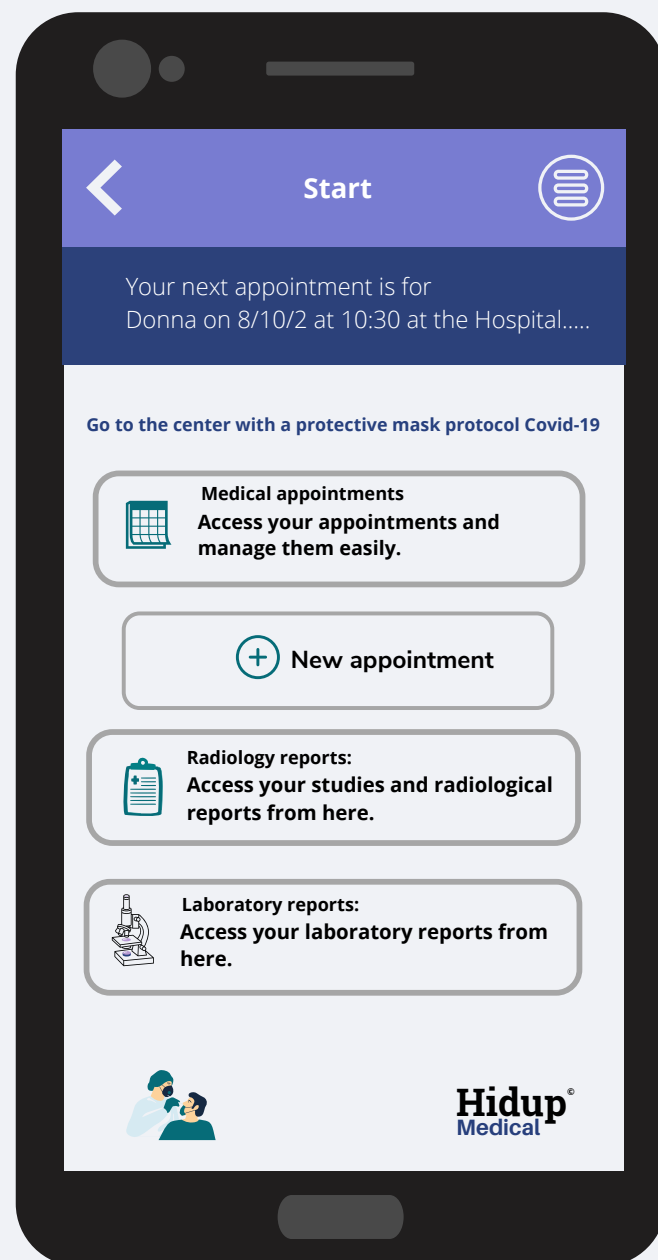 Start
Your next appointment is for
Donna on 8/10/2 at 10:30 at the Hospital.....
Go to the center with a protective mask protocol Covid-19
Medical appointments
Access your appointments and
manage them easily.
New appointment
Radiology reports:
Access your studies and radiological
reports from here.
Laboratory reports:
Access your laboratory reports from
here.
Hidup©
Medical